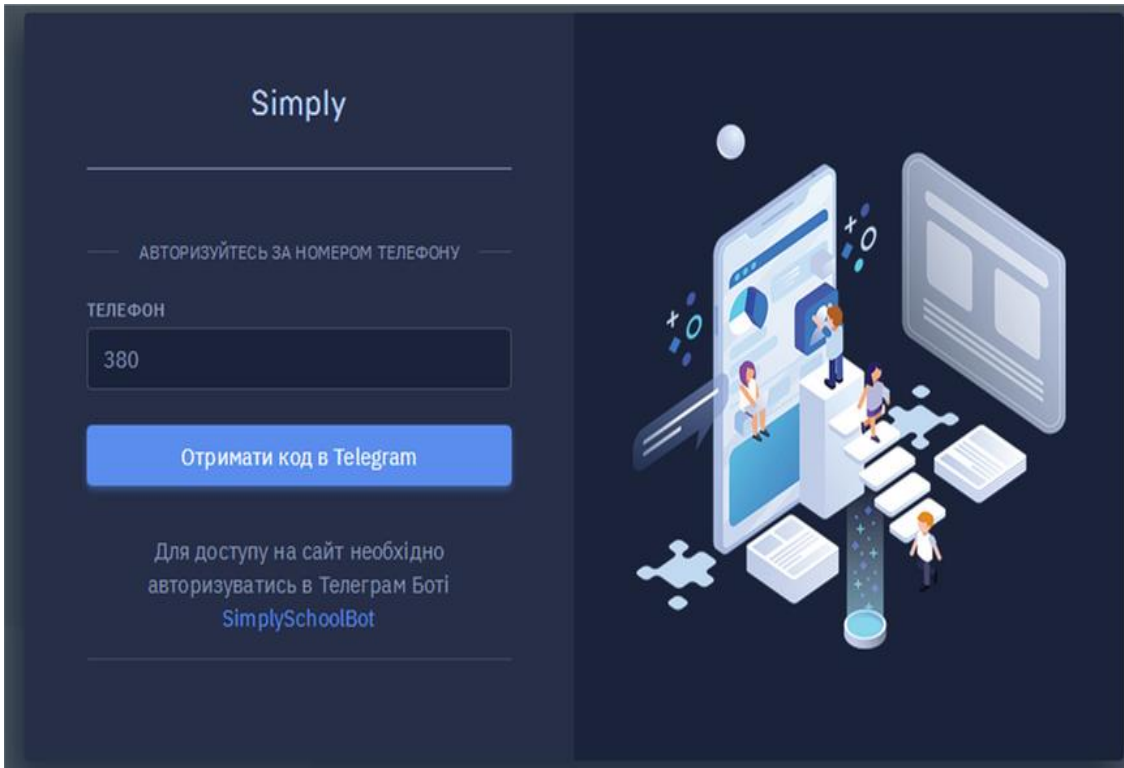 Simply
АВТОРИЗУЙТЕСЬ ЗА НОМЕРОМ ТЕЛЕФОНУ
ТЕЛЕФОН
380
Отримати код в Telegram
Для доступу на сайт необхідно
авторизуватись в Телеграм Боті
SimplySchoolBot